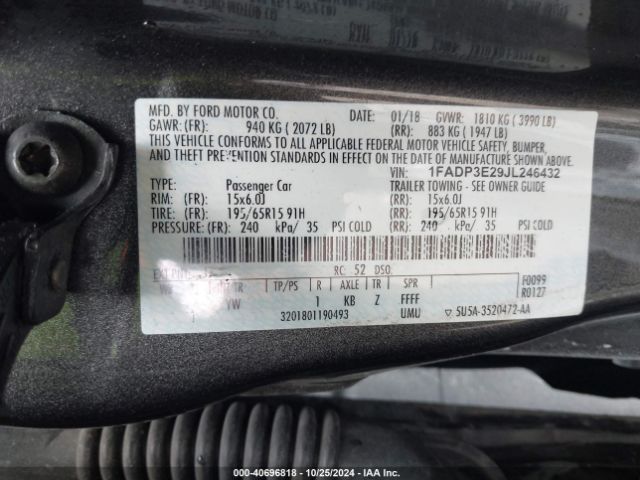 MFD. BY FORD MOTOR CO. DATE: 01/18 GVWR: 1810 KG ( 3990 LB)
GAWR: (FR): 940 KG ( 2072 LB) (RR): 883 KG ( 1947 LB)
THIS VEHICLE CONFORMS TO ALL APPLICABLE FEDERAL MOTOR VEHICLE SAFETY, BUMPER,
AND THEFT PREVENTION STANDARDS IN EFFECT ON THE DATE OF MANUFACTURE SHOWN ABOVE.
VIN: 1FADP3E29JL246432
TYPE: Passenger Car TRAILER TOWING - SEE OWNER GUIDE
RIM: (FR): 15x6.0J (RR): 15x6.0J
TIRE: (FR): 195/65R15 91H (RR): 195/65R15 91H
PRESSURE: (FR) 240 kPa/ 35 PSI COLD (RR) 240 kPa/ 35 PSI COLD
RC: 52 DSO:
TR TP/PS R AXLE TR SPR F0099
YW 1 KB Z FFFF R0127
1 3201801190493 UMU ▽ 5U5A-3520472-AA
000-40696818 - 10/25/2024 - IAA Inc.